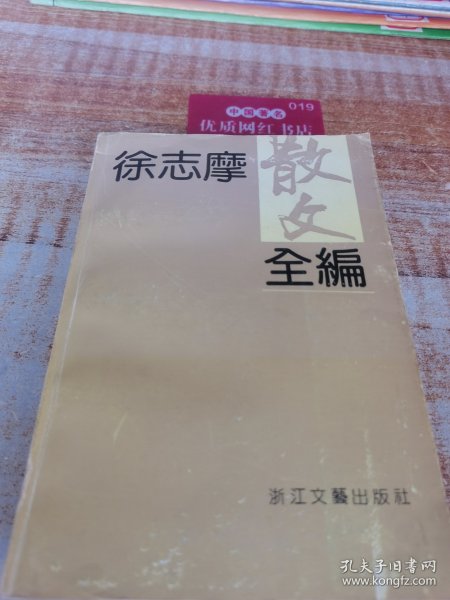 中国著名
019
优质网红书店
徐志摩
散文
全編
浙江文藝出版社
孔夫子旧书网
www.kongfz.com